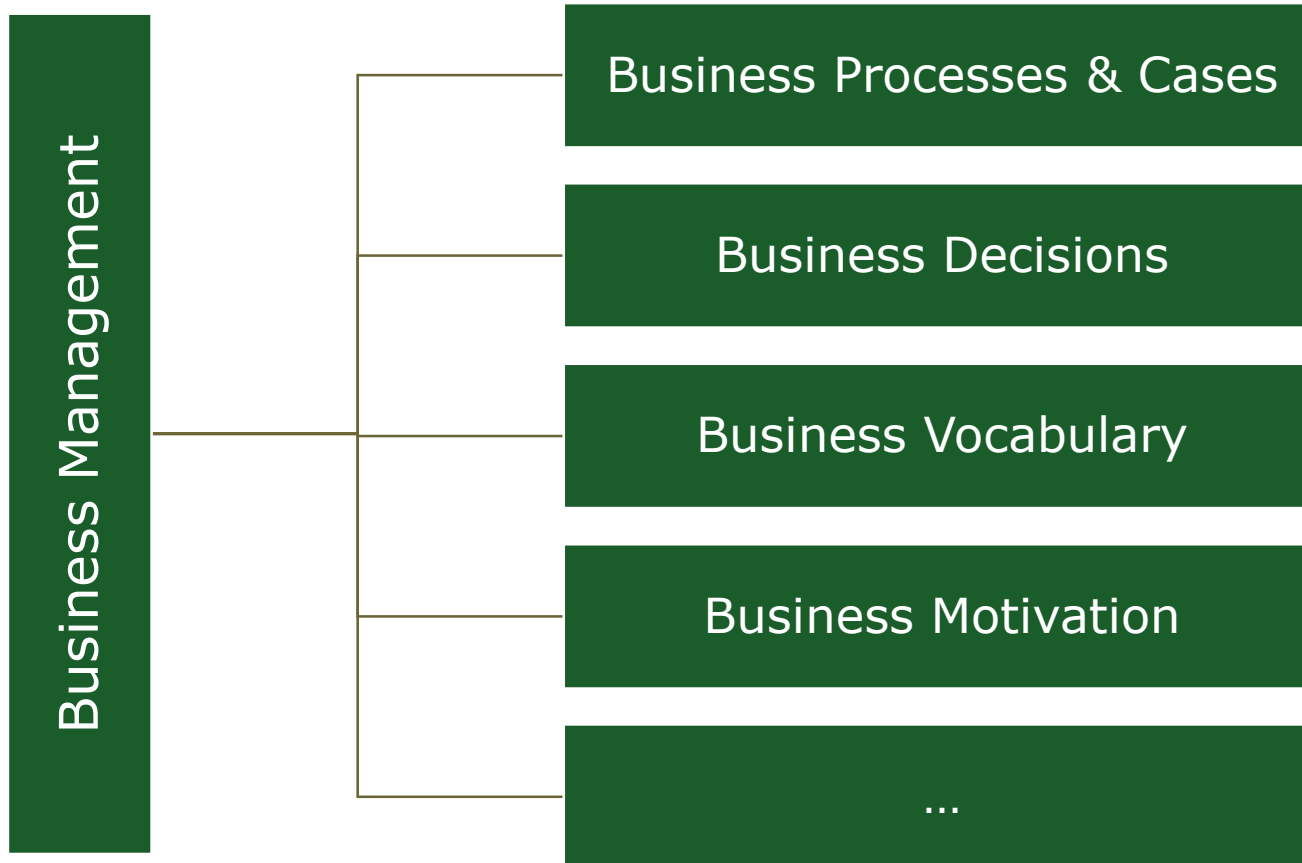 Business Management
Business Processes & Cases
Business Decisions
Business Vocabulary
Business Motivation
…